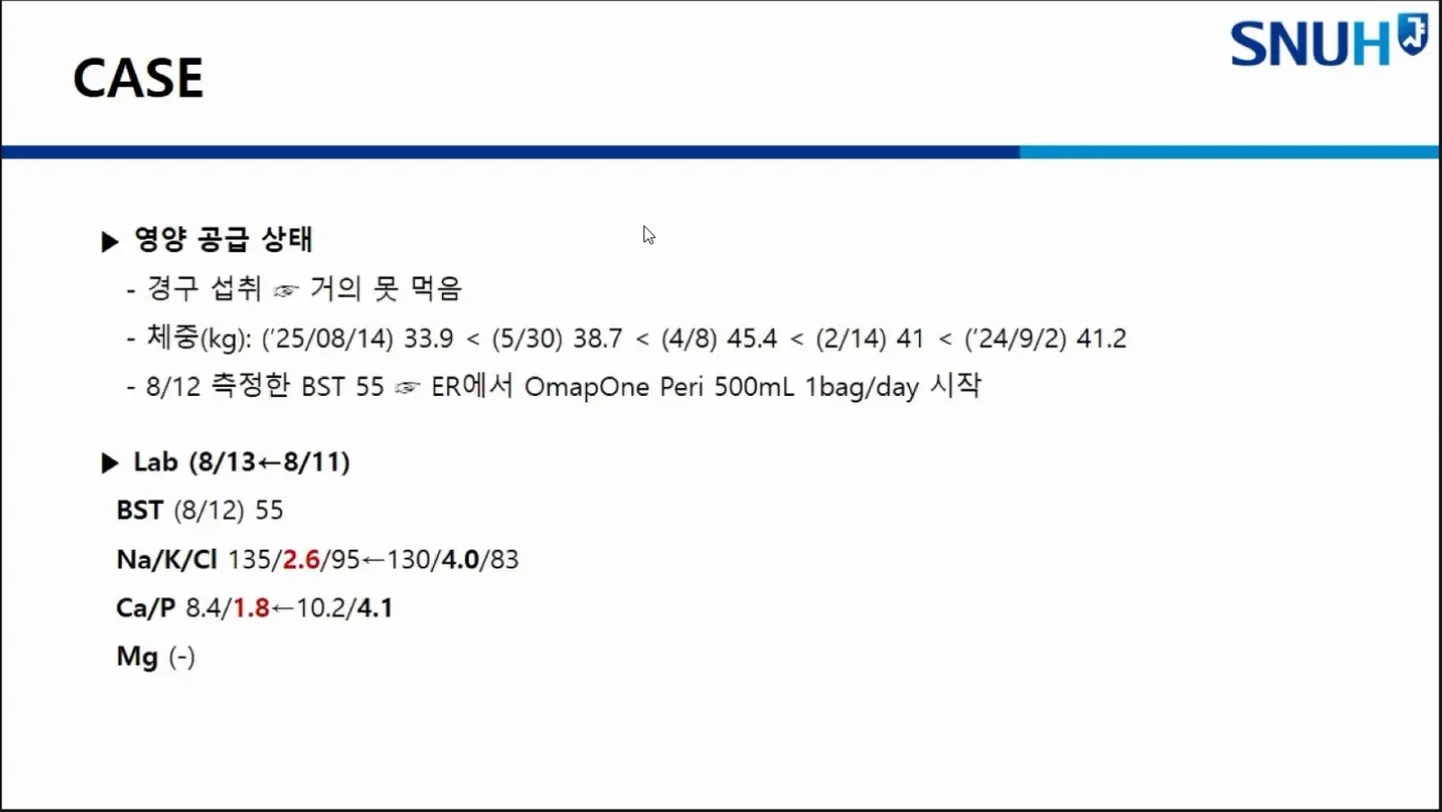 SNUH
CASE
▶ 영양 공급 상태
- 경구 섭취 ☞ 거의 못 먹음
- 체중(kg): (’25/08/14) 33.9 < (5/30) 38.7 < (4/8) 45.4 < (2/14) 41 < (’24/9/2) 41.2
- 8/12 측정한 BST 55 ☞ ER에서 OmapOne Peri 500mL 1bag/day 시작
▶ Lab (8/13←8/11)
BST (8/12) 55
Na/K/Cl 135/2.6/95←130/4.0/83
Ca/P 8.4/1.8←10.2/4.1
Mg (-)